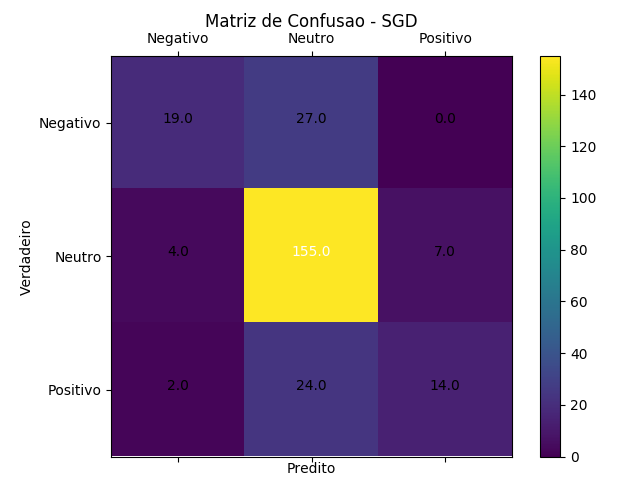 Matriz de Confusao - SGD
Negativo Neutro Positivo
Negativo 19.0 27.0 0.0
Neutro 4.0 155.0 7.0
Positivo 2.0 24.0 14.0
Verdadeiro
Predito
140
120
100
80
60
40
20
0